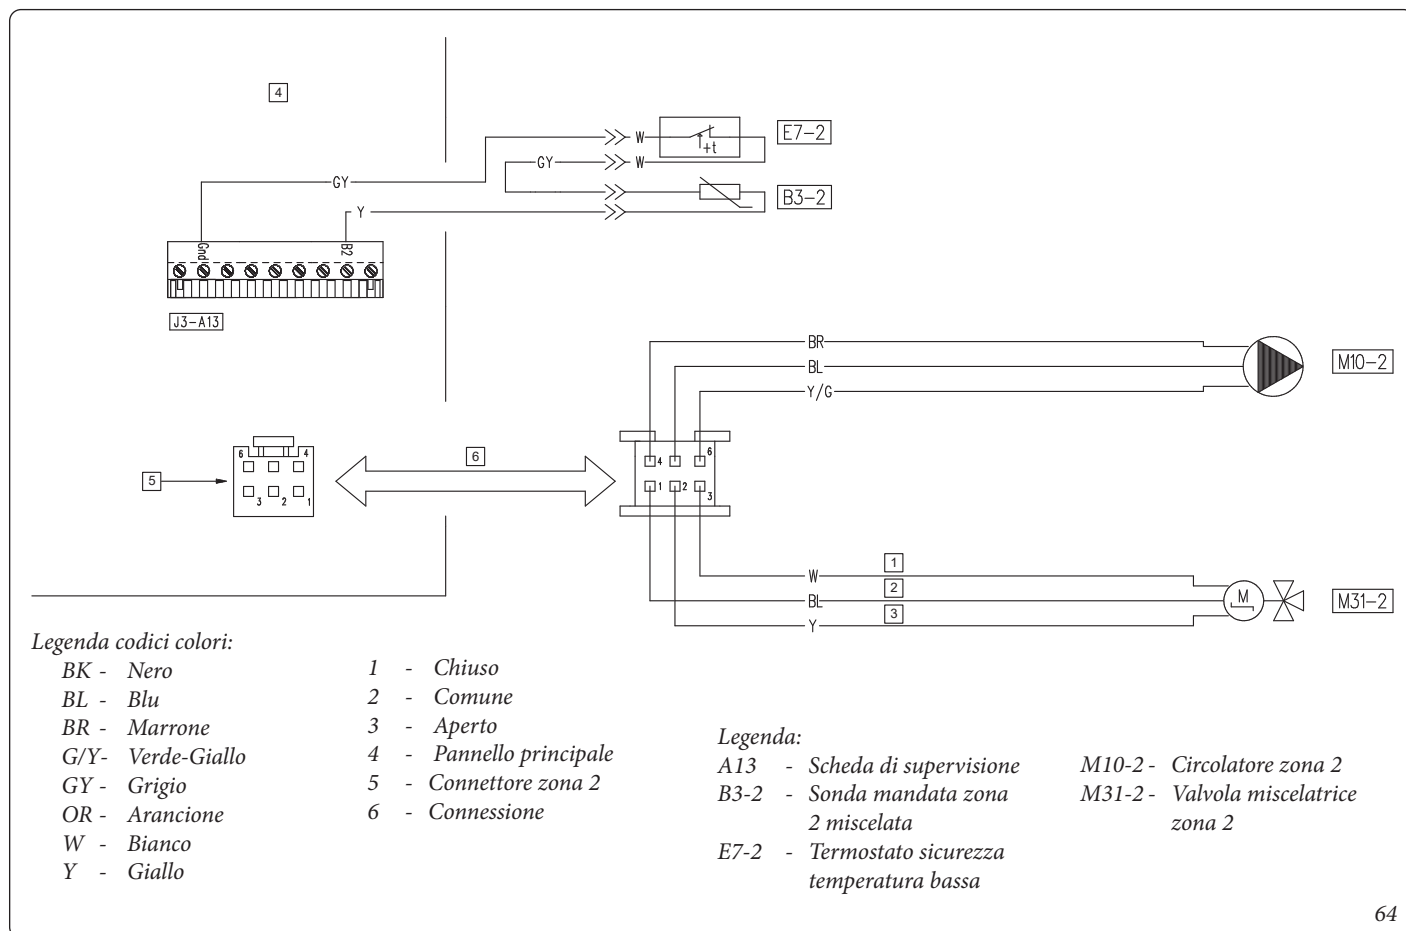 4
W
E7-2
+t
GY
W
GY
B3-2
Y
Gnd
B2
J3-A13
BR
M10-2
BL
Y/G
6
4
6
6
4
5
3
2
1
1
2
3
1
W
2
M
M31-2
BL
3
Y
Legenda codici colori:
BK - Nero
BL - Blu
BR - Marrone
G/Y- Verde-Giallo
GY - Grigio
OR - Arancione
W - Bianco
Y - Giallo
1 - Chiuso
2 - Comune
3 - Aperto
4 - Pannello principale
5 - Connettore zona 2
6 - Connessione
Legenda:
A13 - Scheda di supervisione
B3-2 - Sonda mandata zona
2 miscelata
E7-2 - Termostato sicurezza
temperatura bassa
M10-2 - Circolatore zona 2
M31-2 - Valvola miscelatrice
zona 2
64